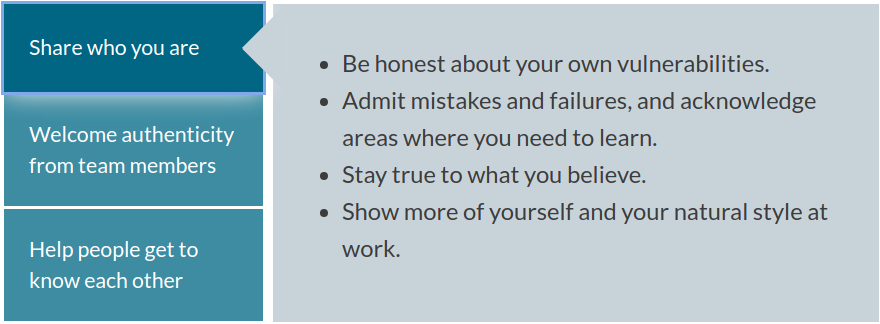 Share who you are
Welcome authenticity
from team members
Help people get to
know each other
• Be honest about your own vulnerabilities.
• Admit mistakes and failures, and acknowledge
areas where you need to learn.
• Stay true to what you believe.
• Show more of yourself and your natural style at
work.